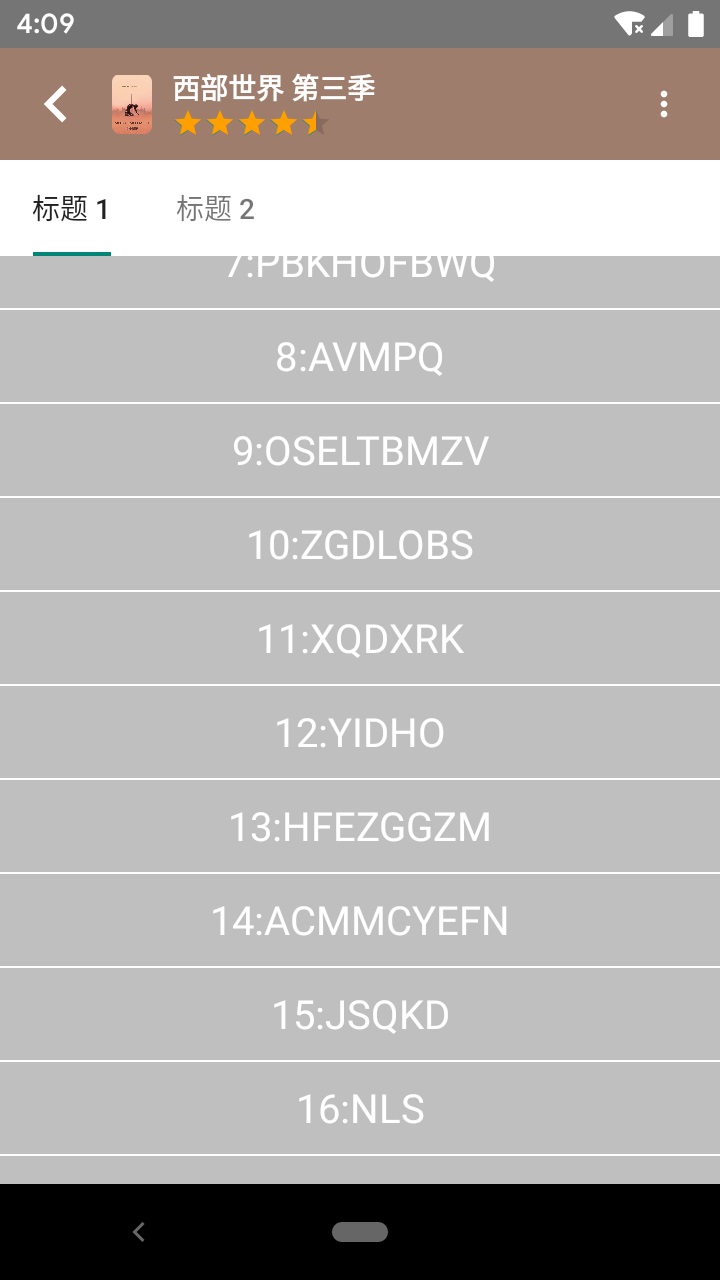 4:09
西部世界 第三季
标题 1
标题 2
7:PBKHOFBWQ
8:AVMPQ
9:OSELTBMZV
10:ZGDLOBS
11:XQDXRK
12:YIDHO
13:HFEZGGZM
14:ACMMCYEFN
15:JSQKD
16:NLS